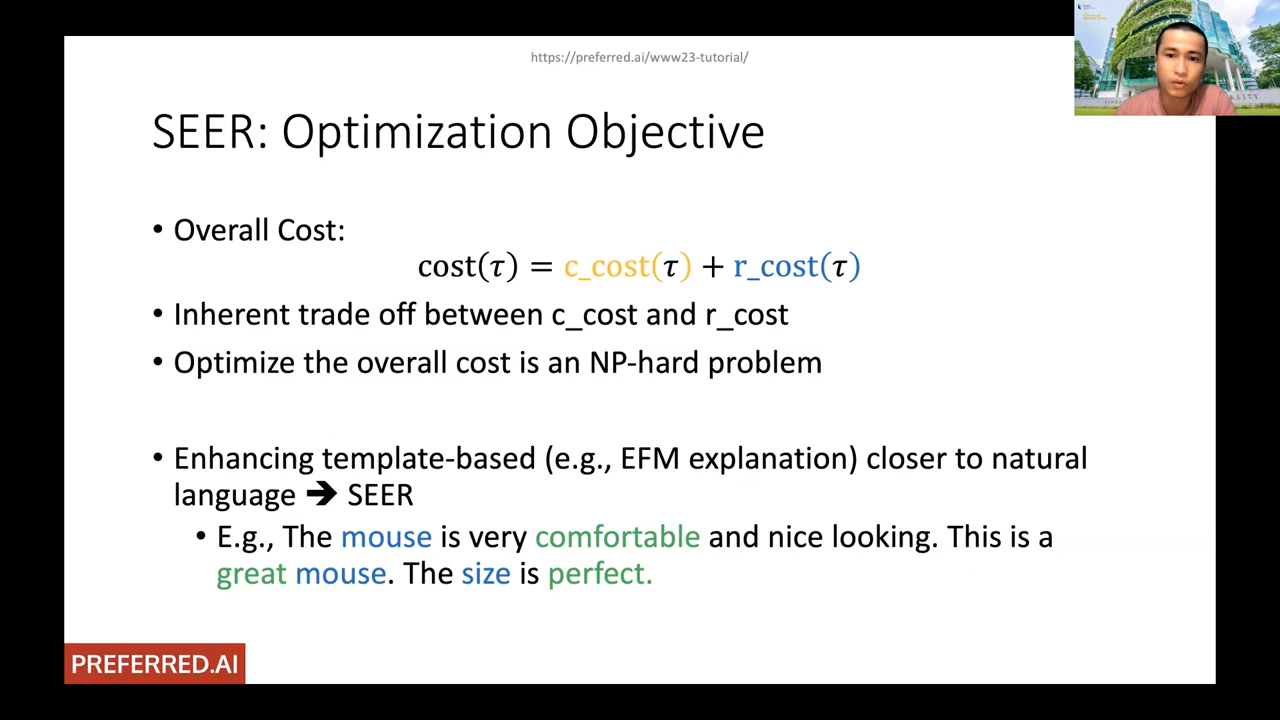 https://preferred.ai/www23-tutorial/
SEER: Optimization Objective
• Overall Cost:
cost(τ) = c_cost(τ) + r_cost(τ)
• Inherent trade off between c_cost and r_cost
• Optimize the overall cost is an NP-hard problem
• Enhancing template-based (e.g., EFM explanation) closer to natural
language ➔ SEER
• E.g., The mouse is very comfortable and nice looking. This is a
great mouse. The size is perfect.
PREFERRED.AI